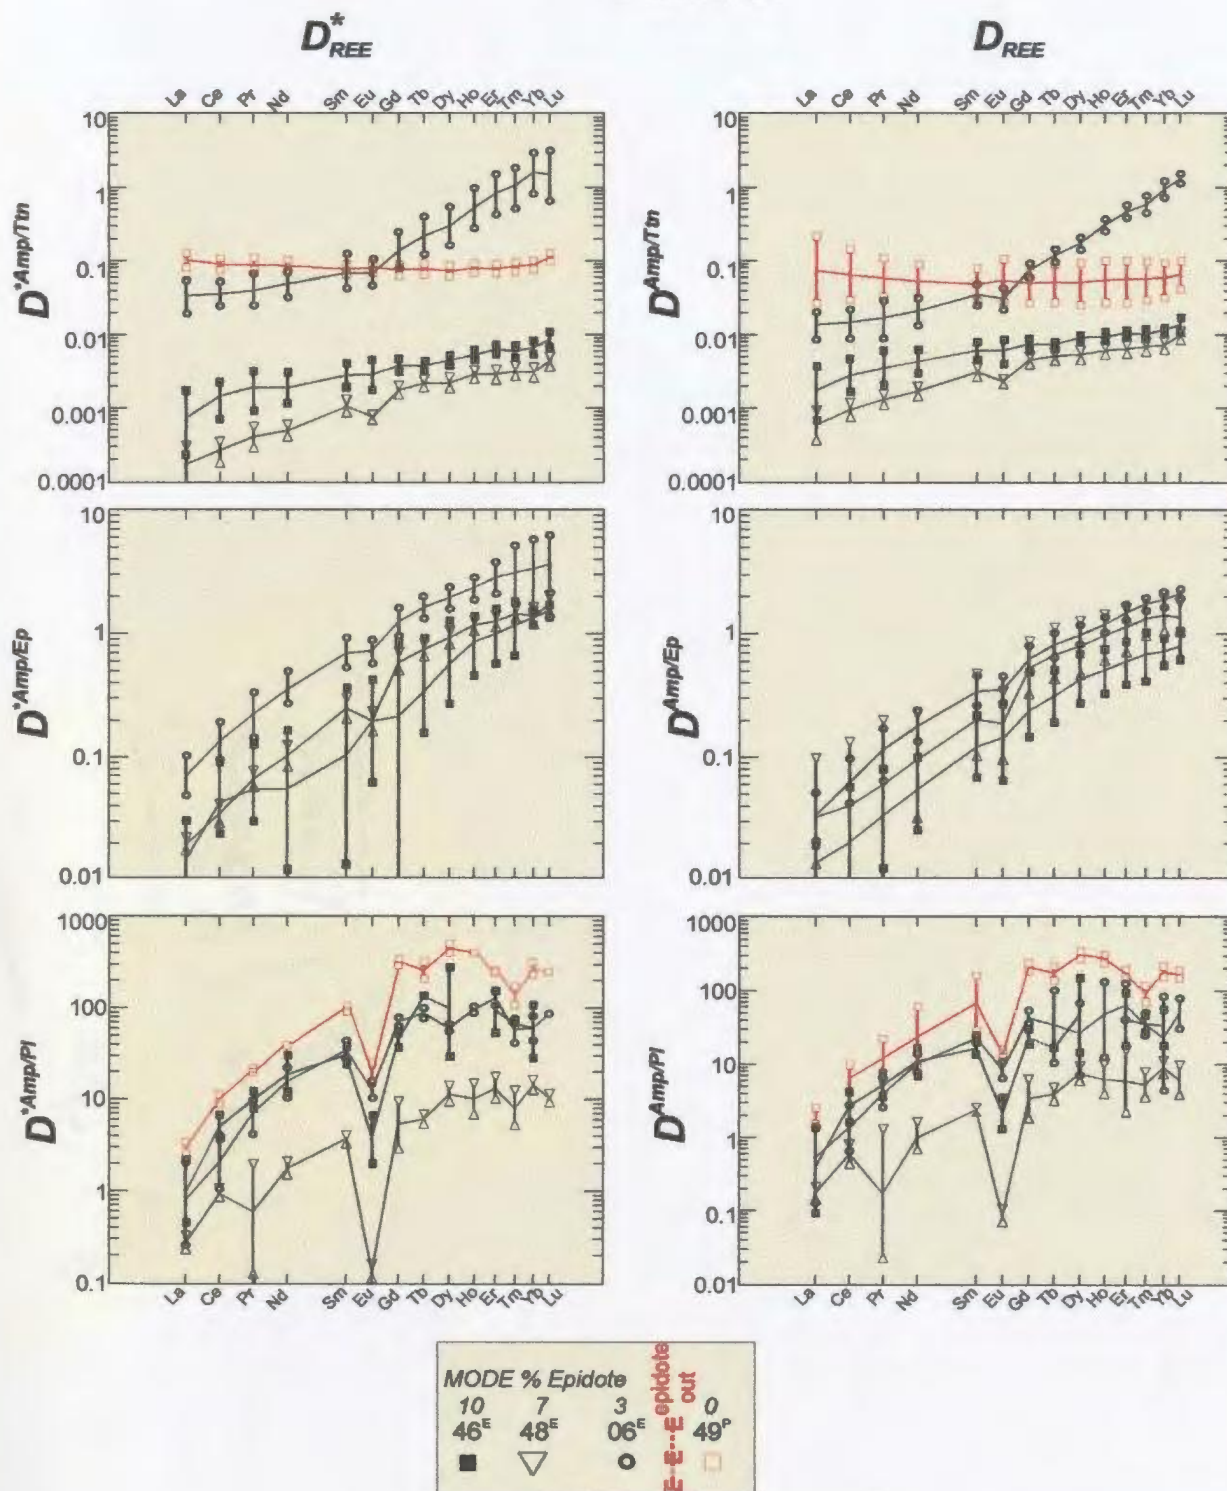 D*REE DREE
La Ce Pr Nd Sm Eu Gd Tb Dy Ho Er Tm Yb Lu La Ce Pr Nd Sm Eu Gd Tb Dy Ho Er Tm Yb Lu
D*Amp/Ttn
10
1
0.1
0.01
0.001
0.0001
DAmp/Ttn
10
1
0.1
0.01
0.001
0.0001
D*Amp/Ep
10
1
0.1
0.01
DAmp/Ep
10
1
0.1
0.01
D*Amp/Pl
1000
100
10
1
0.1
DAmp/Pl
1000
100
10
1
0.1
0.01
La Ce Pr Nd Sm Eu Gd Tb Dy Ho Er Tm Yb Lu La Ce Pr Nd Sm Eu Gd Tb Dy Ho Er Tm Yb Lu
MODE % Epidote
10 7 3 0
46E 48E 06E 49P
E-E--E epidote out